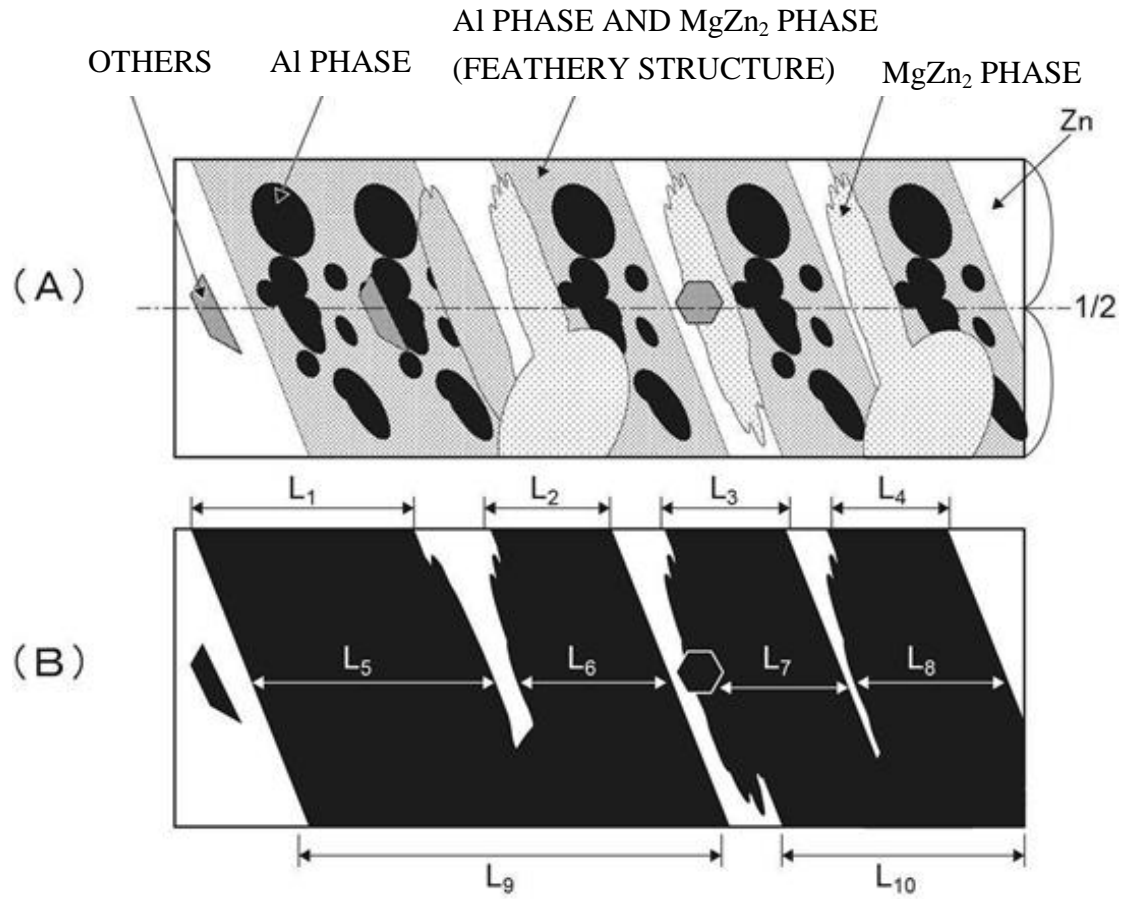 Al PHASE AND MgZn₂ PHASE
OTHERS Al PHASE (FEATHERY STRUCTURE) MgZn₂ PHASE
Zn
(A)
1/2
L₁ L₂ L₃ L₄
(B)
L₅ L₆ L₇ L₈
L₉ L₁₀